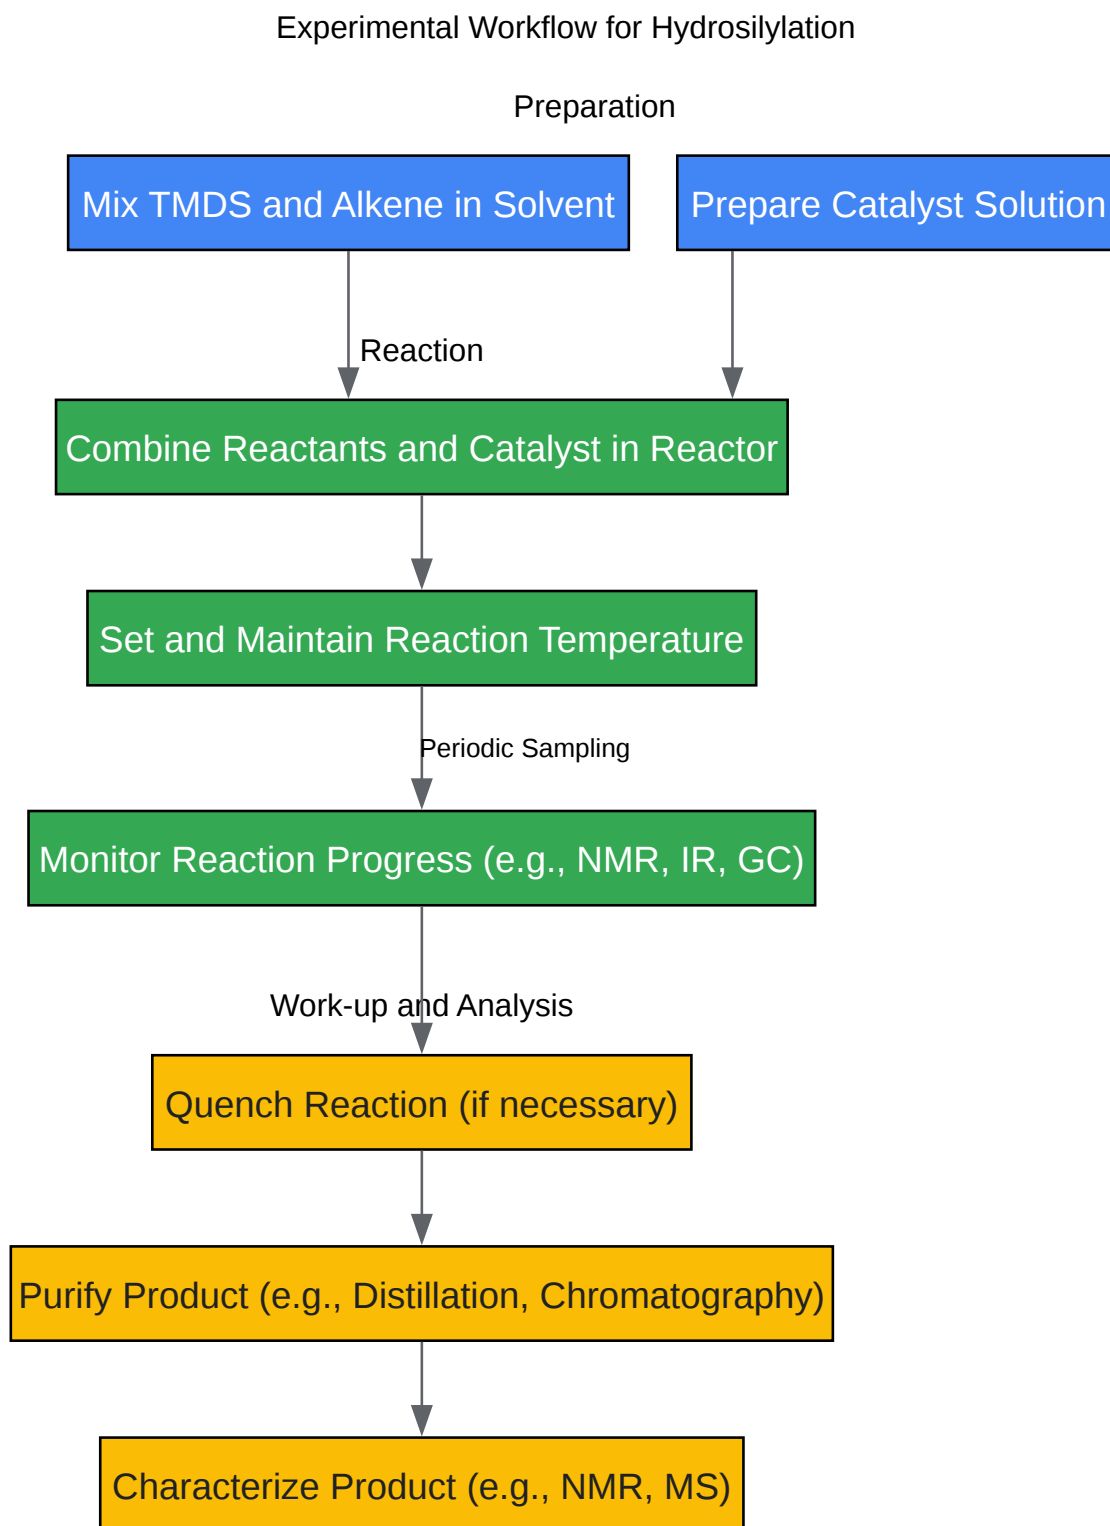 Experimental Workflow for Hydrosilylation
Preparation
Mix TMDS and Alkene in Solvent
Prepare Catalyst Solution
Reaction
Combine Reactants and Catalyst in Reactor
Set and Maintain Reaction Temperature
Periodic Sampling
Monitor Reaction Progress (e.g., NMR, IR, GC)
Work-up and Analysis
Quench Reaction (if necessary)
Purify Product (e.g., Distillation, Chromatography)
Characterize Product (e.g., NMR, MS)